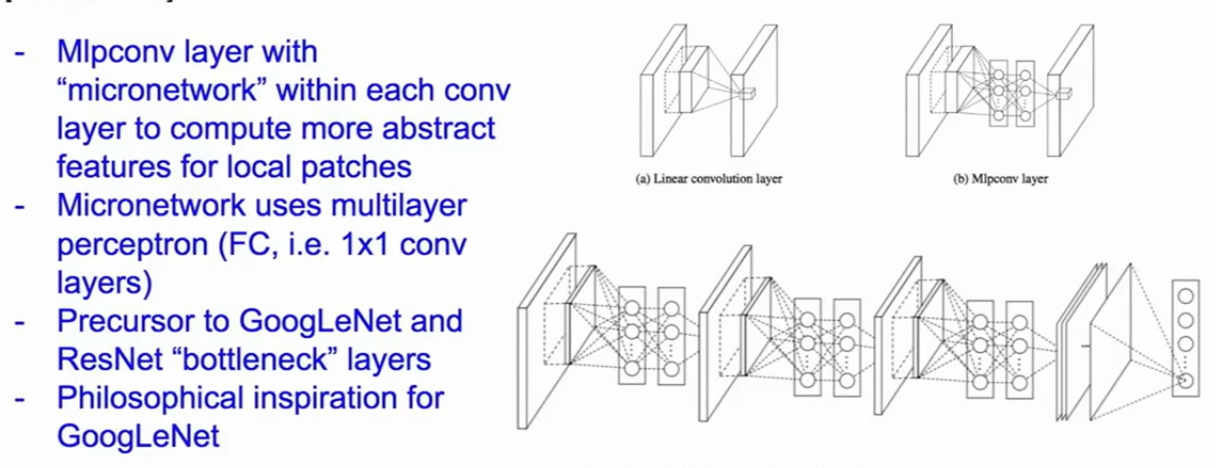 - Mlpconv layer with
“micronetwork” within each conv
layer to compute more abstract
features for local patches
- Micronetwork uses multilayer
perceptron (FC, i.e. 1x1 conv
layers)
- Precursor to GoogLeNet and
ResNet “bottleneck” layers
- Philosophical inspiration for
GoogLeNet
(a) Linear convolution layer
(b) Mlpconv layer